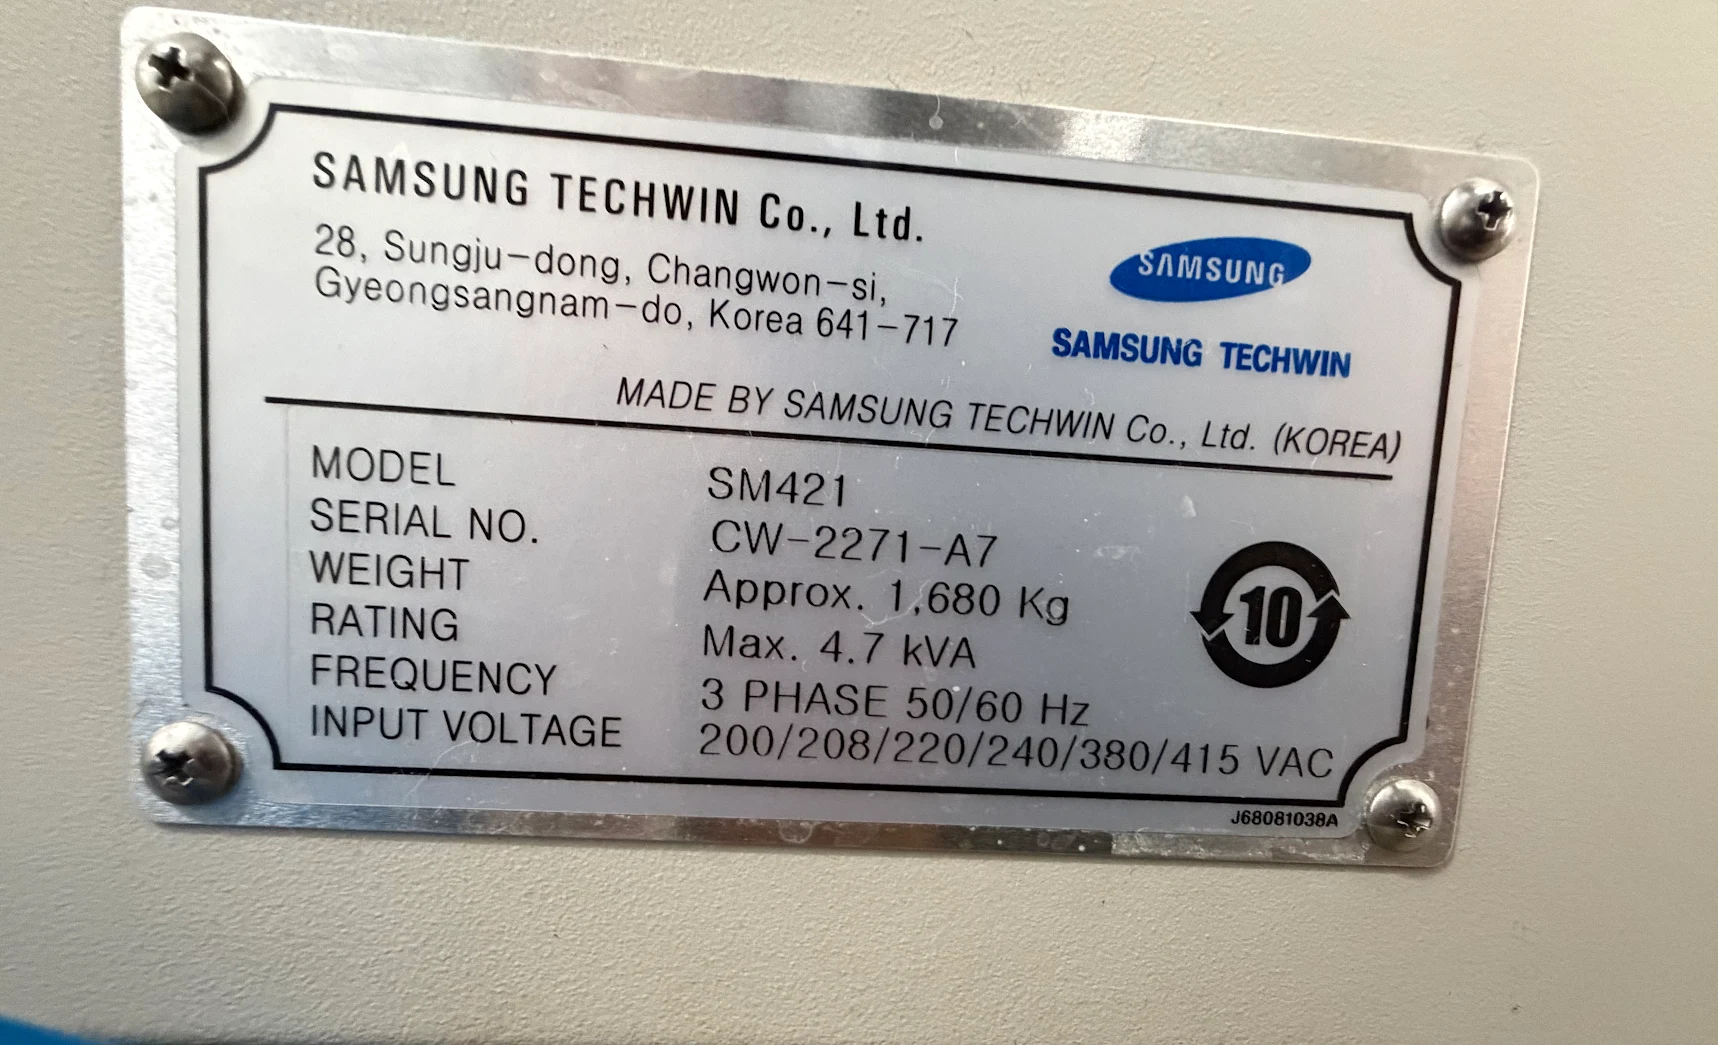 SAMSUNG TECHWIN Co., Ltd.
28, Sungju-dong, Changwon-si,
Gyeongsangnam-do, Korea 641-717
SAMSUNG
SAMSUNG TECHWIN
MADE BY SAMSUNG TECHWIN Co., Ltd. (KOREA)
MODEL SM421
SERIAL NO. CW-2271-A7
WEIGHT Approx. 1,680 Kg
RATING Max. 4.7 kVA
FREQUENCY 3 PHASE 50/60 Hz
INPUT VOLTAGE 200/208/220/240/380/415 VAC
10
J68081038A